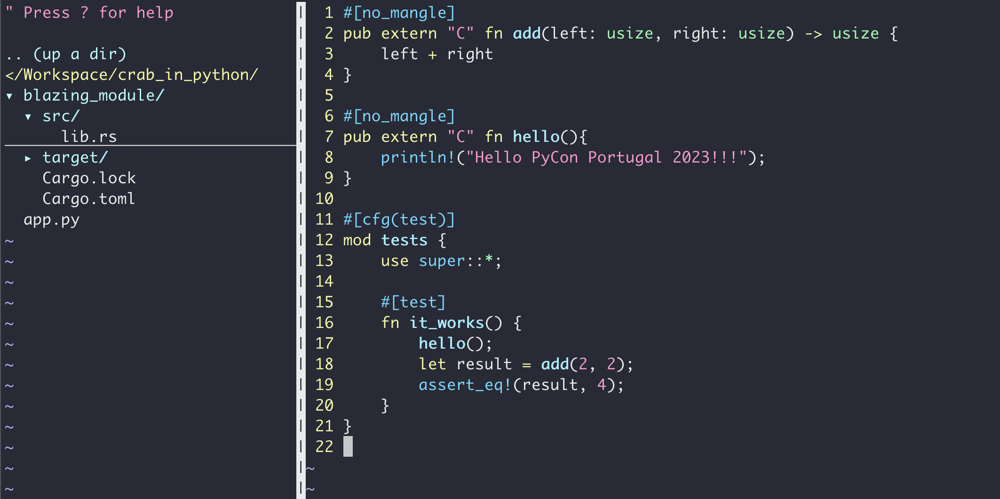 " Press ? for help
.. (up a dir)
</Workspace/crab_in_python/
▾ blazing_module/
  ▾ src/
      lib.rs
  ▸ target/
    Cargo.lock
    Cargo.toml
  app.py
~
~
~
~
~
~
~
~
~
~
~
~
~
1 #[no_mangle]
2 pub extern "C" fn add(left: usize, right: usize) -> usize {
3     left + right
4 }
5
6 #[no_mangle]
7 pub extern "C" fn hello(){
8     println!("Hello PyCon Portugal 2023!!!");
9 }
10
11 #[cfg(test)]
12 mod tests {
13     use super::*;
14
15     #[test]
16     fn it_works() {
17         hello();
18         let result = add(2, 2);
19         assert_eq!(result, 4);
20     }
21 }
22
~
~